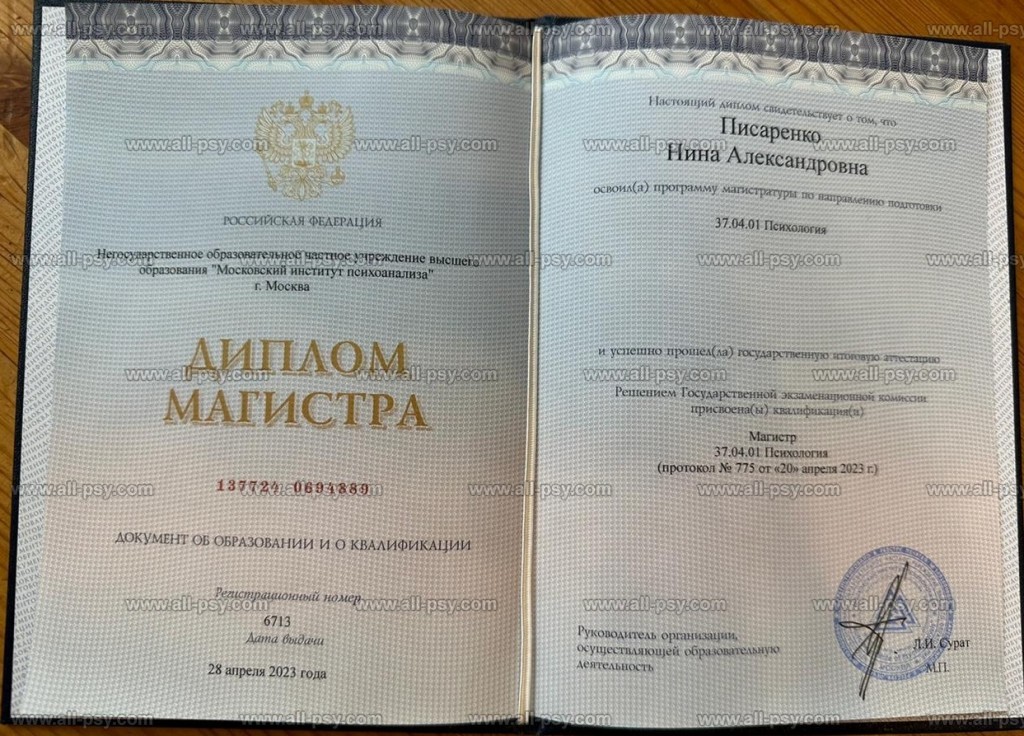 РОССИЙСКАЯ ФЕДЕРАЦИЯ
Негосударственное образовательное частное учреждение высшего
образования "Московский институт психоанализа"
г. Москва
ДИПЛОМ
МАГИСТРА
137724 0694889
ДОКУМЕНТ ОБ ОБРАЗОВАНИИ И О КВАЛИФИКАЦИИ
Регистрационный номер
6713
Дата выдачи
28 апреля 2023 года
Настоящий диплом свидетельствует о том, что
Писаренко
Нина Александровна
освоил(а) программу магистратуры по направлению подготовки
37.04.01 Психология
и успешно прошел(ла) государственную итоговую аттестацию
Решением Государственной экзаменационной комиссии
присвоена(ы) квалификация(и)
Магистр
37.04.01 Психология
(протокол № 775 от «20» апреля 2023 г.)
Руководитель организации,
осуществляющей образовательную
деятельность
Л.И. Сурат
М.П.
www.all-psy.com